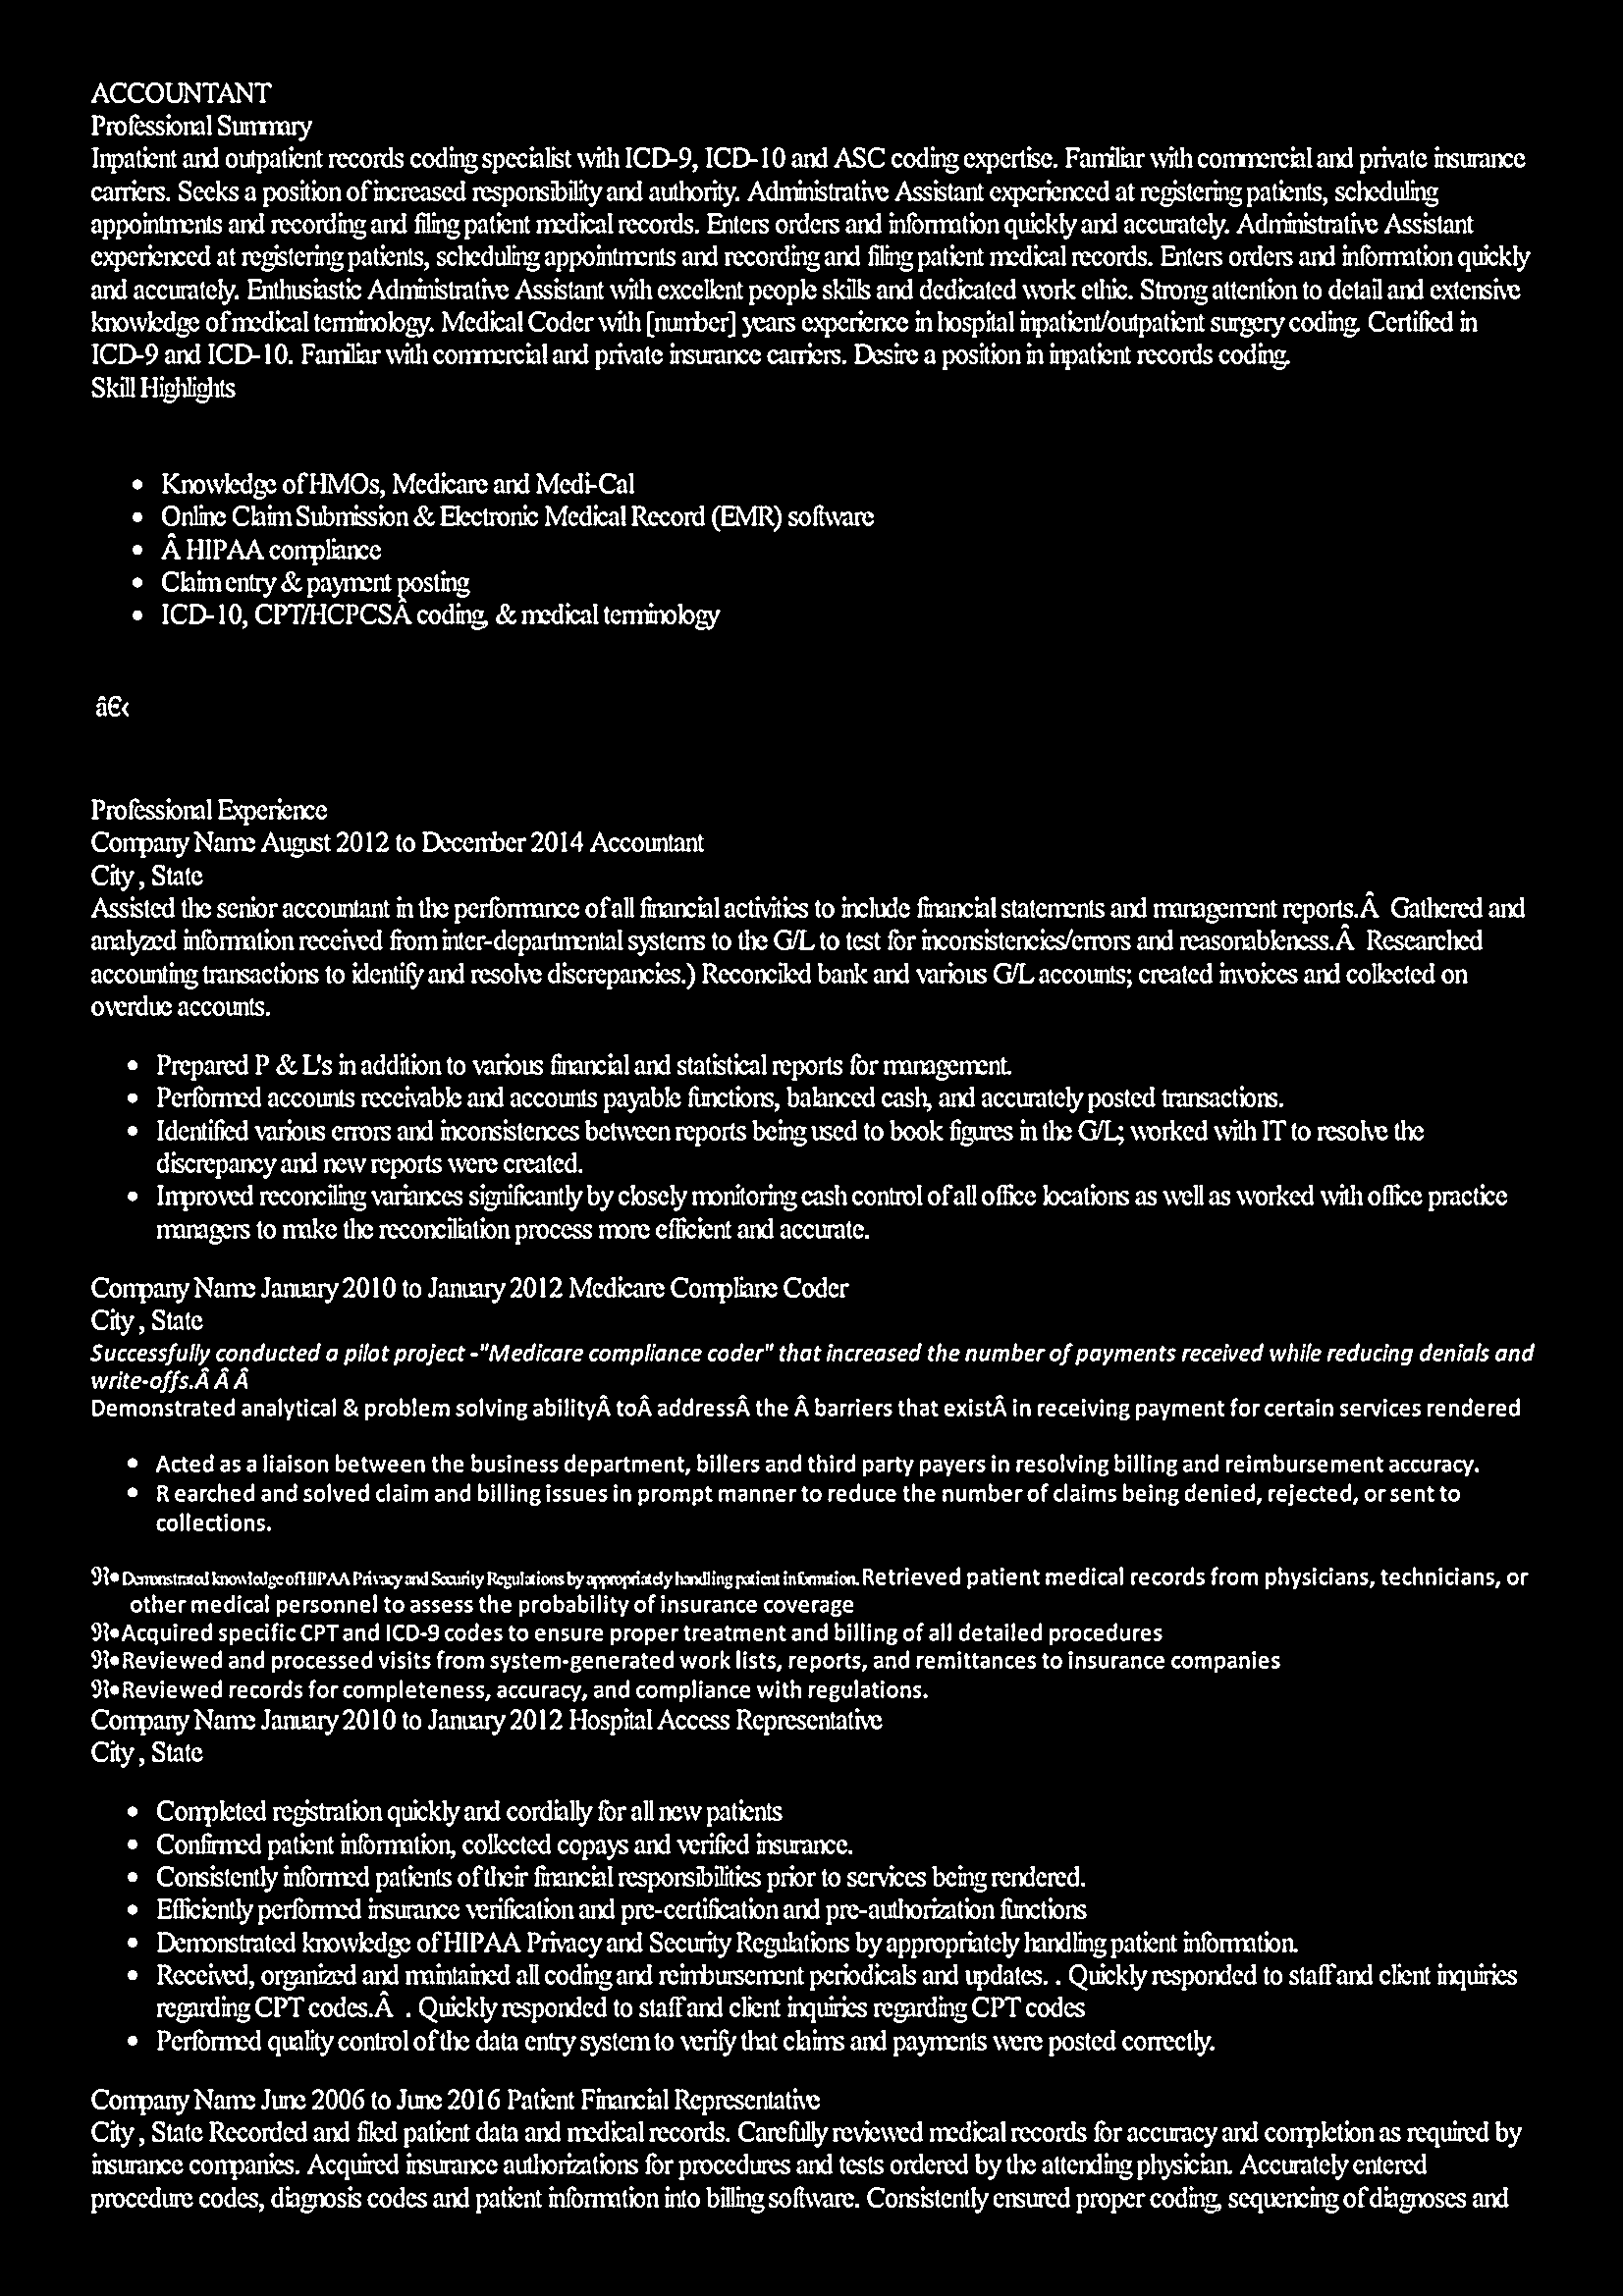 ACCOUNTANT
Professional Summary
Inpatient and outpatient records coding specialist with ICD-9, ICD-10 and ASC coding expertise. Familiar with commercial and private insurance
carriers. Seeks a position of increased responsibility and authority. Administrative Assistant experienced at registering patients, scheduling
appointments and recording and filing patient medical records. Enters orders and information quickly and accurately. Administrative Assistant
experienced at registering patients, scheduling appointments and recording and filing patient medical records. Enters orders and information quickly
and accurately. Enthusiastic Administrative Assistant with excellent people skills and dedicated work ethic. Strong attention to detail and extensive
knowledge of medical terminology. Medical Coder with [number] years experience in hospital inpatient/outpatient surgery coding. Certified in
ICD-9 and ICD-10. Familiar with commercial and private insurance carriers. Desire a position in inpatient records coding.
Skill Highlights
• Knowledge of HMOs, Medicare and Medi-Cal
• Online Claim Submission & Electronic Medical Record (EMR) software
• Â HIPAA compliance
• Claim entry & payment posting
• ICD-10, CPT/HCPCSÂ coding, & medical terminology
â€‹
Professional Experience
Company Name August 2012 to December 2014 Accountant
City , State
Assisted the senior accountant in the performance of all financial activities to include financial statements and management reports.Â  Gathered and
analyzed information received from inter-departmental systems to the G/L to test for inconsistencies/errors and reasonableness.Â  Researched
accounting transactions to identify and resolve discrepancies.) Reconciled bank and various G/L accounts; created invoices and collected on
overdue accounts.
• Prepared P & L's in addition to various financial and statistical reports for management.
• Performed accounts receivable and accounts payable functions, balanced cash, and accurately posted transactions.
• Identified various errors and inconsistences between reports being used to book figures in the G/L; worked with IT to resolve the
discrepancy and new reports were created.
• Improved reconciling variances significantly by closely monitoring cash control of all office locations as well as worked with office practice
managers to make the reconciliation process more efficient and accurate.
Company Name January 2010 to January 2012 Medicare Compliane Coder
City , State
Successfully conducted a pilot project -"Medicare compliance coder" that increased the number of payments received while reducing denials and
write-offs.Â Â Â
Demonstrated analytical & problem solving abilityÂ toÂ addressÂ the Â barriers that existÂ in receiving payment for certain services rendered
• Acted as a liaison between the business department, billers and third party payers in resolving billing and reimbursement accuracy.
• R earched and solved claim and billing issues in prompt manner to reduce the number of claims being denied, rejected, or sent to
collections.
• Demonstrated knowledge of HIPAA Privacy and Security Regulations by appropriately handling patient information. Retrieved patient medical records from physicians, technicians, or
other medical personnel to assess the probability of insurance coverage
•Acquired specific CPT and ICD-9 codes to ensure proper treatment and billing of all detailed procedures
•Reviewed and processed visits from system-generated work lists, reports, and remittances to insurance companies
•Reviewed records for completeness, accuracy, and compliance with regulations.
Company Name January 2010 to January 2012 Hospital Access Representative
City , State
• Completed registration quickly and cordially for all new patients
• Confirmed patient information, collected copays and verified insurance.
• Consistently informed patients of their financial responsibilities prior to services being rendered.
• Efficiently performed insurance verification and pre-certification and pre-authorization functions
• Demonstrated knowledge of HIPAA Privacy and Security Regulations by appropriately handling patient information.
• Received, organized and maintained all coding and reimbursement periodicals and updates. . Quickly responded to staff and client inquiries
regarding CPT codes.Â  . Quickly responded to staff and client inquiries regarding CPT codes
• Performed quality control of the data entry system to verify that claims and payments were posted correctly.
Company Name June 2006 to June 2016 Patient Financial Representative
City , State Recorded and filed patient data and medical records. Carefully reviewed medical records for accuracy and completion as required by
insurance companies. Acquired insurance authorizations for procedures and tests ordered by the attending physician. Accurately entered
procedure codes, diagnosis codes and patient information into billing software. Consistently ensured proper coding, sequencing of diagnoses and